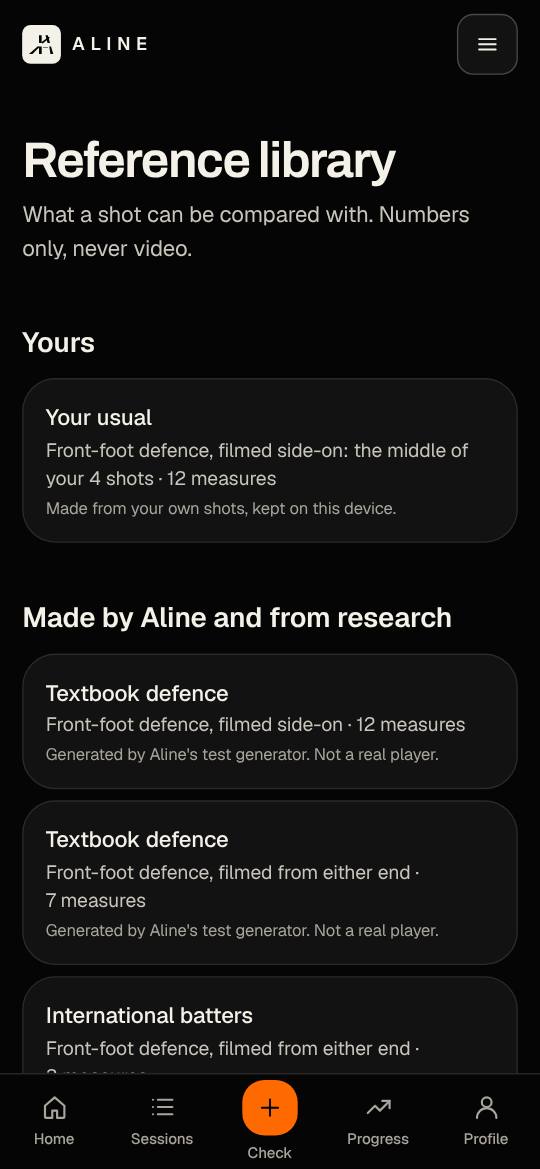 ALINE
Reference library
What a shot can be compared with. Numbers
only, never video.
Yours
Your usual
Front-foot defence, filmed side-on: the middle of
your 4 shots · 12 measures
Made from your own shots, kept on this device.
Made by Aline and from research
Textbook defence
Front-foot defence, filmed side-on · 12 measures
Generated by Aline's test generator. Not a real player.
Textbook defence
Front-foot defence, filmed from either end ·
7 measures
Generated by Aline's test generator. Not a real player.
International batters
Front-foot defence, filmed from either end ·
Home
Sessions
Check
Progress
Profile